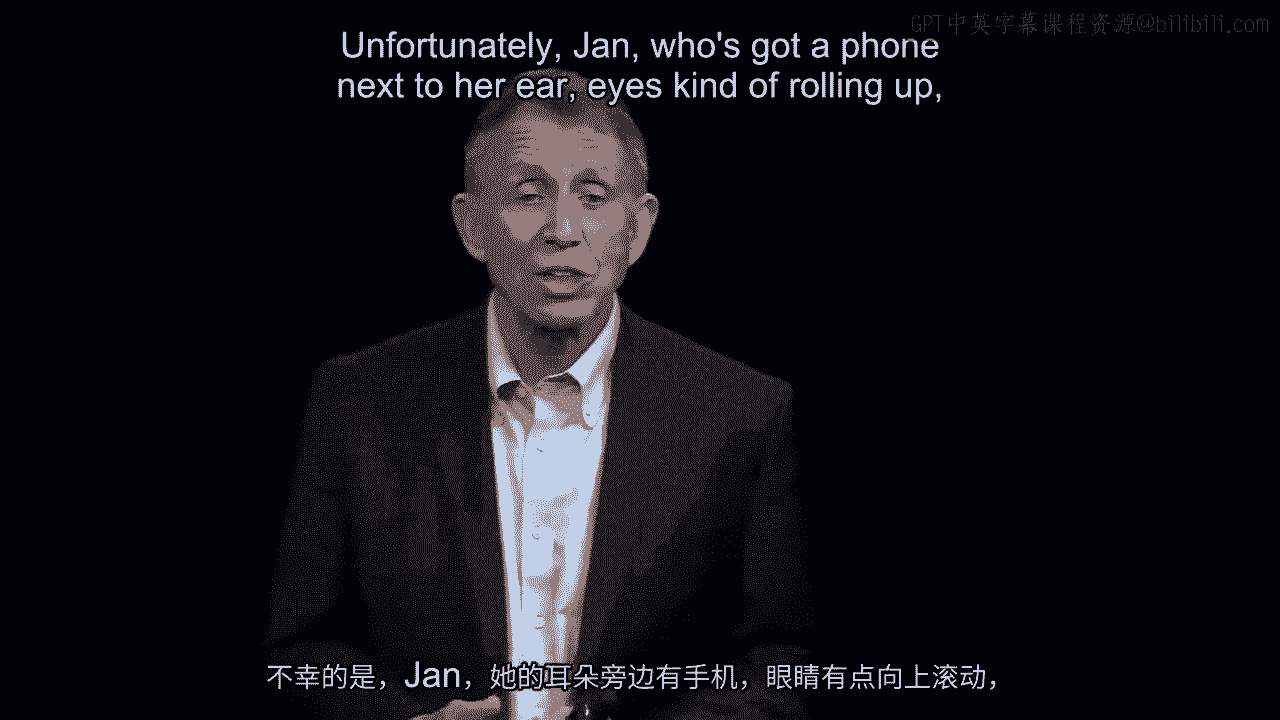 GPT中英字幕课程资源@bilibili.com
Unfortunately, Jan, who's got a phone
next to her ear, eyes kind of rolling up,
不幸的是，Jan，她的耳朵旁边有手机，眼睛有点向上滚动，